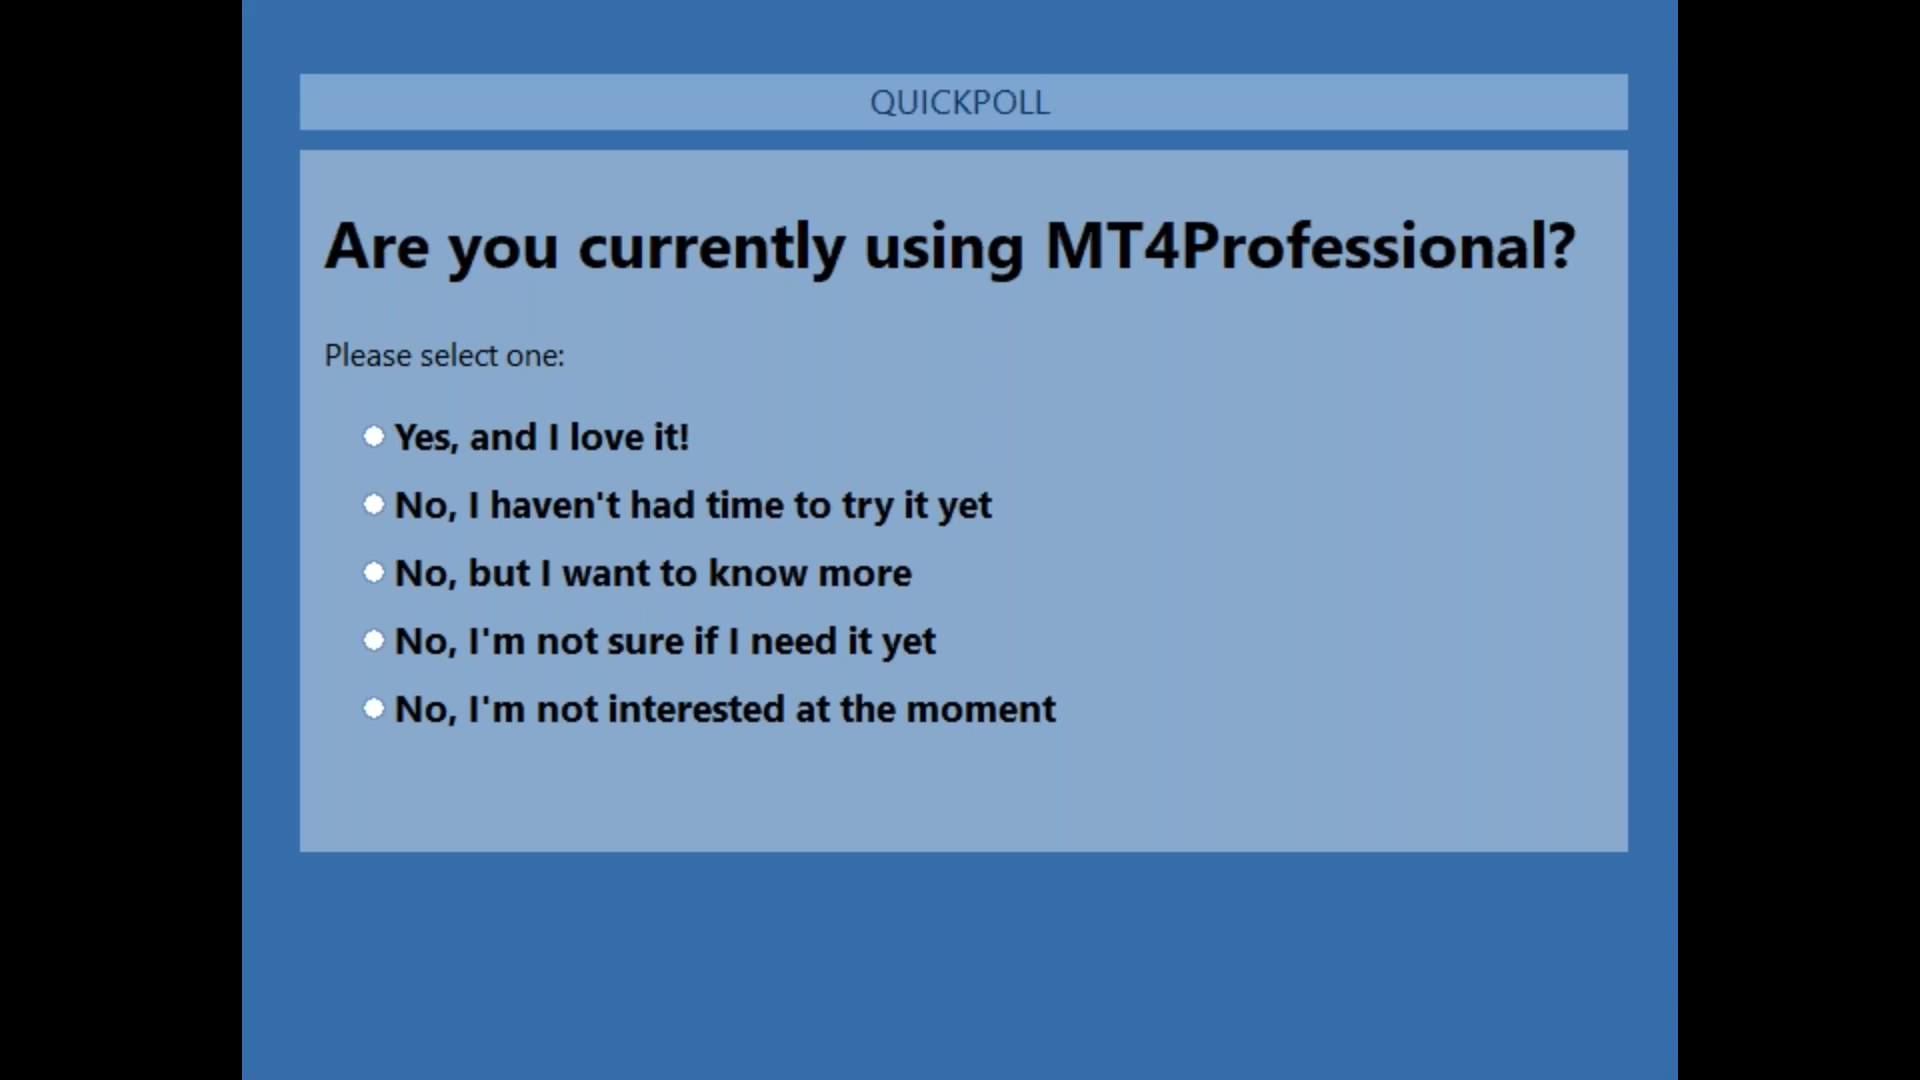 QUICKPOLL
Are you currently using MT4Professional?
Please select one:
Yes, and I love it!
No, I haven't had time to try it yet
No, but I want to know more
No, I'm not sure if I need it yet
No, I'm not interested at the moment